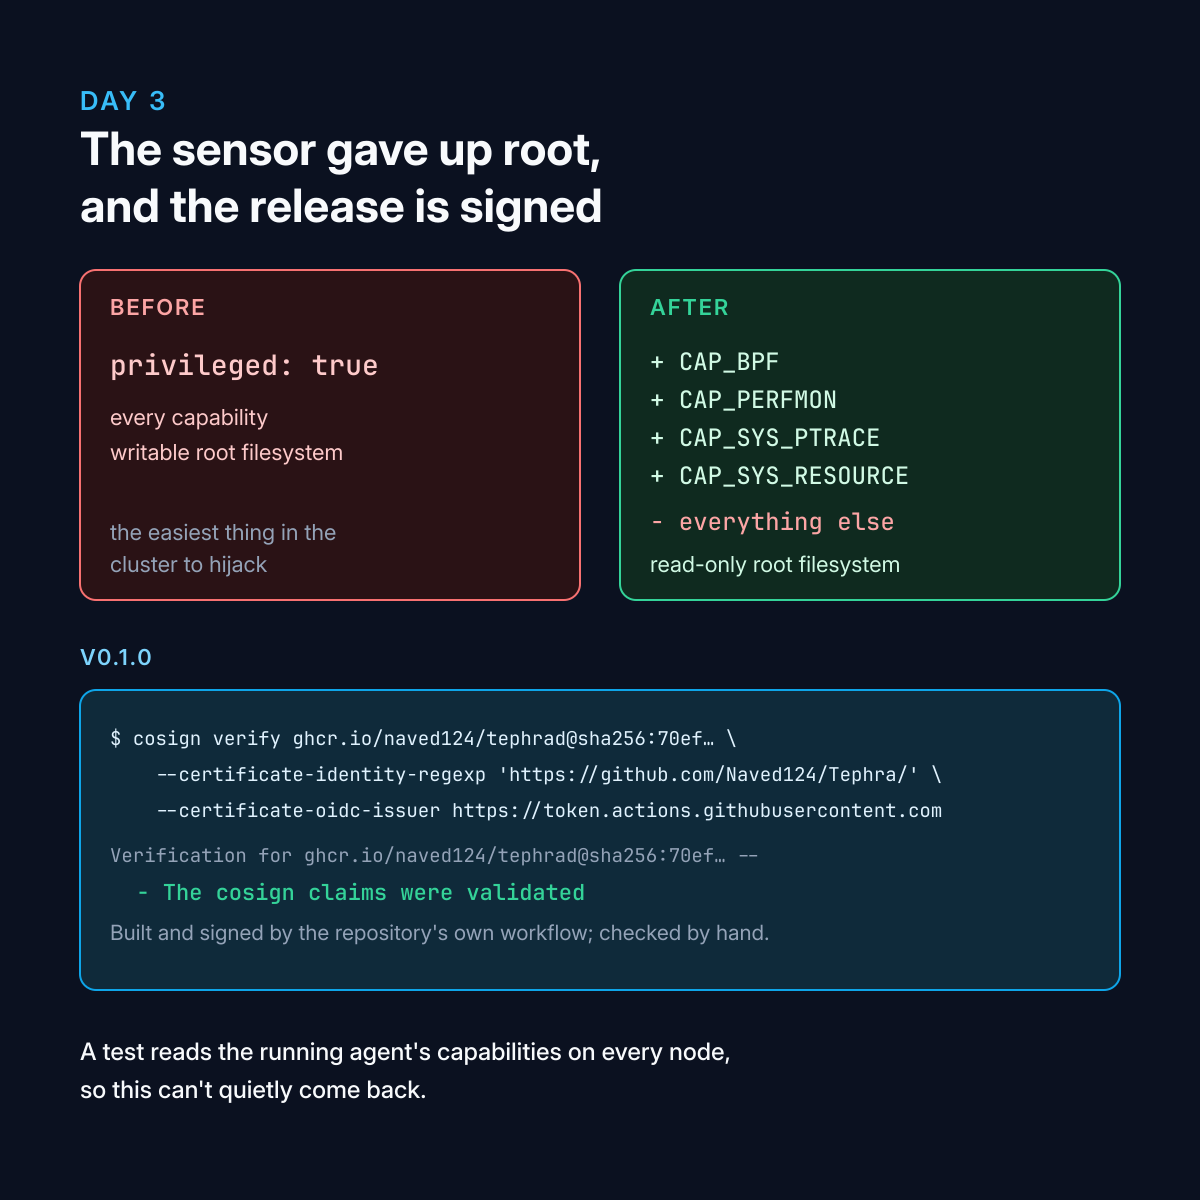 DAY 3
The sensor gave up root,
and the release is signed
BEFORE
privileged: true
every capability
writable root filesystem
the easiest thing in the
cluster to hijack
AFTER
+ CAP_BPF
+ CAP_PERFMON
+ CAP_SYS_PTRACE
+ CAP_SYS_RESOURCE
- everything else
read-only root filesystem
V0.1.0
$ cosign verify ghcr.io/naved124/tephrad@sha256:70ef… \
--certificate-identity-regexp 'https://github.com/Naved124/Tephra/' \
--certificate-oidc-issuer https://token.actions.githubusercontent.com
Verification for ghcr.io/naved124/tephrad@sha256:70ef… --
- The cosign claims were validated
Built and signed by the repository's own workflow; checked by hand.
A test reads the running agent's capabilities on every node,
so this can't quietly come back.